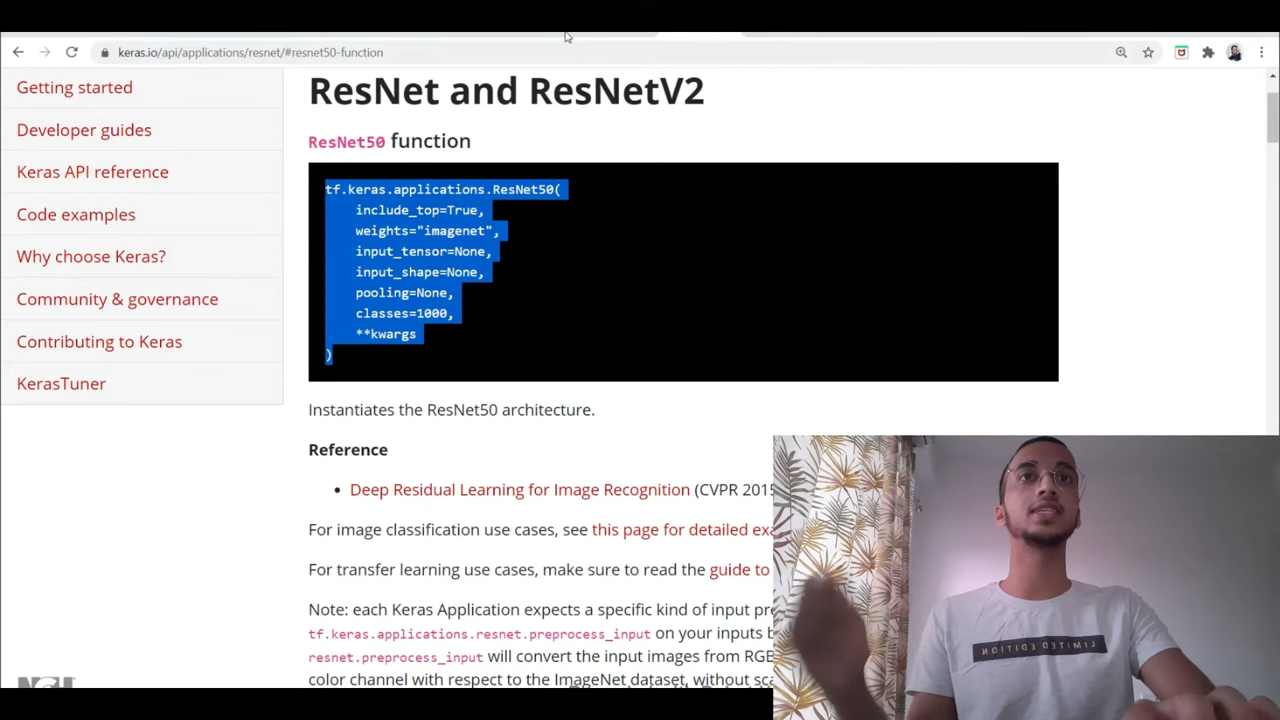 keras.io/api/applications/resnet/#resnet50-function
Getting started
Developer guides
Keras API reference
Code examples
Why choose Keras?
Community & governance
Contributing to Keras
KerasTuner
ResNet and ResNetV2
ResNet50 function
tf.keras.applications.ResNet50(
include_top=True,
weights="imagenet",
input_tensor=None,
input_shape=None,
pooling=None,
classes=1000,
**kwargs
)
Instantiates the ResNet50 architecture.
Reference
• Deep Residual Learning for Image Recognition (CVPR 2015
For image classification use cases, see this page for detailed exa
For transfer learning use cases, make sure to read the guide to
Note: each Keras Application expects a specific kind of input pre
tf.keras.applications.resnet.preprocess_input on your inputs b
resnet.preprocess_input will convert the input images from RGB
color channel with respect to the ImageNet dataset, without sca
LIMITED EDITION